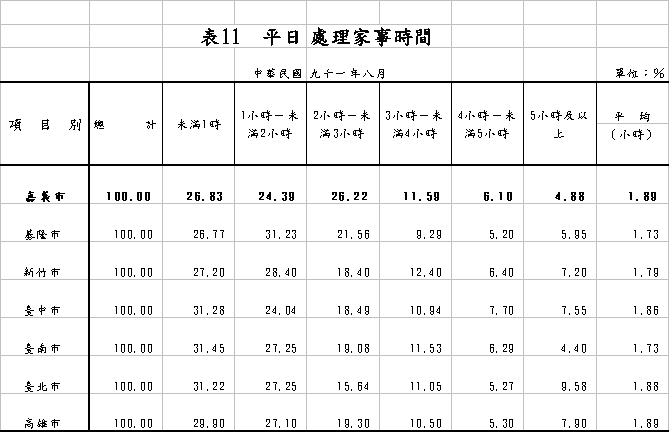 表11　平日 處理家事時間
中華民國 九十一年八月 單位：％
項 目 別 總 計 未滿1時 1小時－未滿2小時 2小時－未滿3小時 3小時－未滿4小時 4小時－未滿5小時 5小時及以上 平 均 (小時)
嘉義市 100.00 26.83 24.39 26.22 11.59 6.10 4.88 1.89
基隆市 100.00 26.77 31.23 21.56 9.29 5.20 5.95 1.73
新竹市 100.00 27.20 28.40 18.40 12.40 6.40 7.20 1.79
臺中市 100.00 31.28 24.04 18.49 10.94 7.70 7.55 1.86
臺南市 100.00 31.45 27.25 19.08 11.53 6.29 4.40 1.73
臺北市 100.00 31.22 27.25 15.64 11.05 5.27 9.58 1.88
高雄市 100.00 29.90 27.10 19.30 10.50 5.30 7.90 1.89